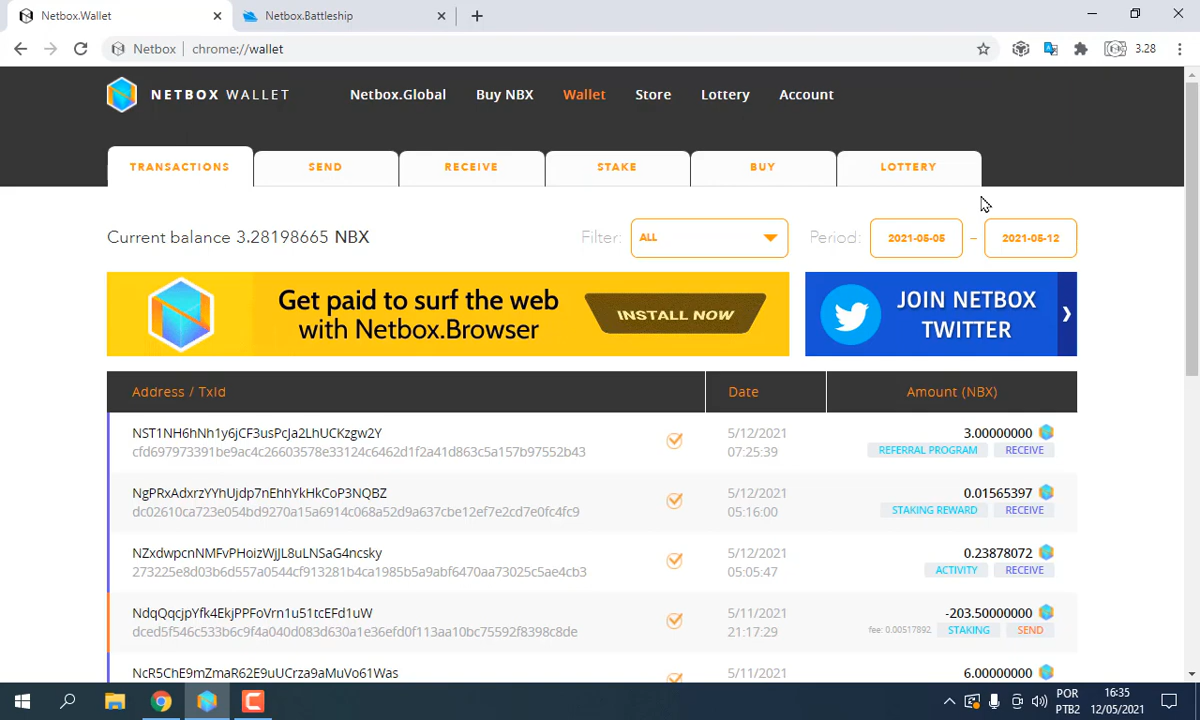 Netbox.Wallet
Netbox.Battleship
Netbox
chrome://wallet
3.28
NETBOX WALLET
Netbox.Global
Buy NBX
Wallet
Store
Lottery
Account
TRANSACTIONS
SEND
RECEIVE
STAKE
BUY
LOTTERY
Current balance 3.28198665 NBX
Filter:
ALL
Period:
2021-05-05
–
2021-05-12
Get paid to surf the web
with Netbox.Browser
INSTALL NOW
JOIN NETBOX
TWITTER
Address / TxId
Date
Amount (NBX)
NST1NH6hNh1y6jCF3usPcJa2LhUCKzgw2Y
5/12/2021
3.00000000
cfd697973391be9ac4c26603578e33124c6462d1f2a41d863c5a157b97552b43
07:25:39
REFERRAL PROGRAM
RECEIVE
NgPRxAdxrzYYhUjdp7nEhhYkHkCoP3NQBZ
5/12/2021
0.01565397
dc02610ca723e054bd9270a15a6914c068a52d9a637cbe12ef7e2cd7e0fc4fc9
05:16:00
STAKING REWARD
RECEIVE
NZxdwpcnNMFvPHoizWjJL8uLNSaG4ncsky
5/12/2021
0.23878072
273225e8d03b6d557a0544cf913281b4ca1985b5a9abf6470aa73025c5ae4cb3
05:05:47
ACTIVITY
RECEIVE
NdqQqcjpYfk4EkjPPFoVrn1u51tcEFd1uW
5/11/2021
-203.50000000
dced5f546c533b6c9f4a040d083d630a1e36efd0f113aa10bc75592f8398c8de
21:17:29
fee: 0.00517892
STAKING
SEND
NcR5ChE9mZmaR62E9uUCrza9aMuVo61Was
5/11/2021
6.00000000
POR
PTB2
16:35
12/05/2021